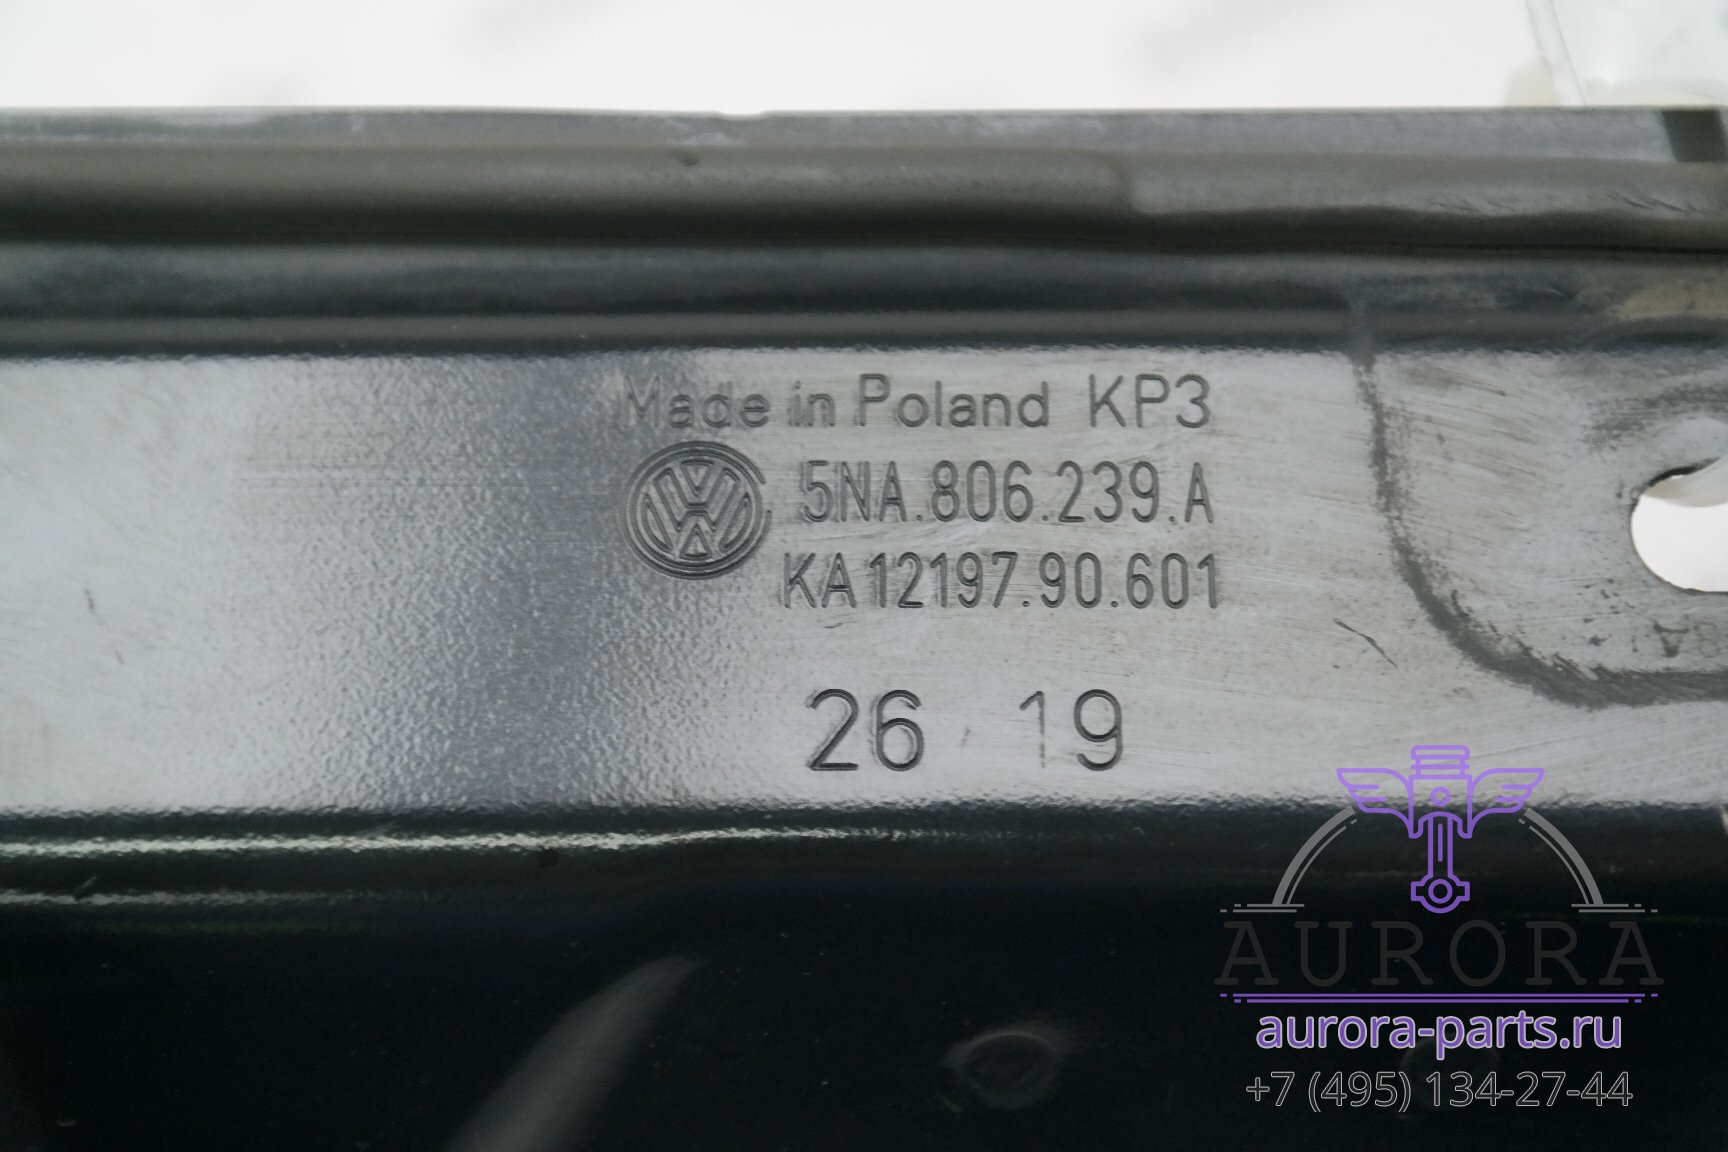 Made in Poland KP3
5NA.806.239.A
KA 12197.90.601
26 19
AURORA
aurora-parts.ru
+7 (495) 134-27-44